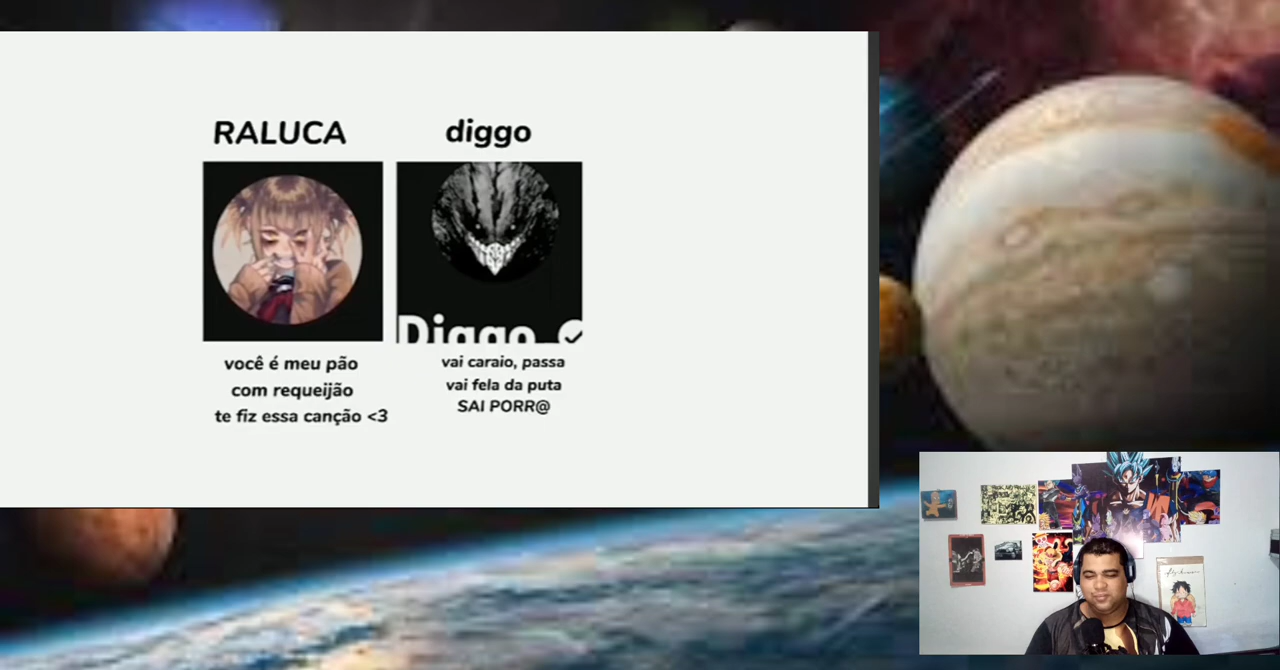 RALUCA
diggo
Diggo
você é meu pão
com requeijão
te fiz essa canção <3
vai caraio, passa
vai fela da puta
SAI PORR@